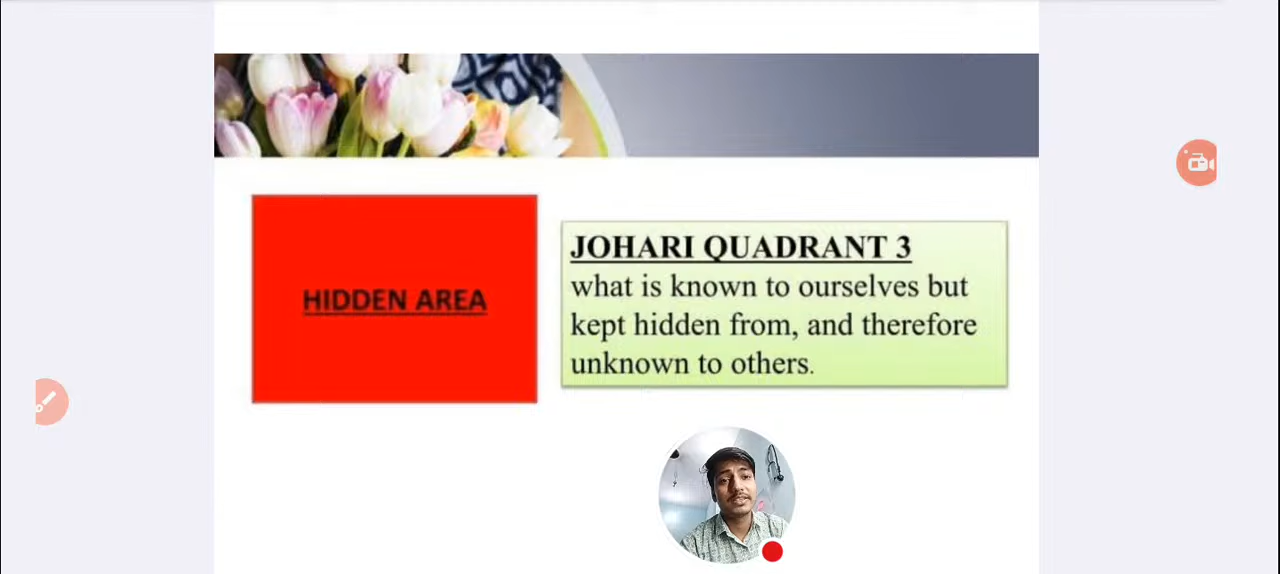 HIDDEN AREA
JOHARI QUADRANT 3
what is known to ourselves but
kept hidden from, and therefore
unknown to others.